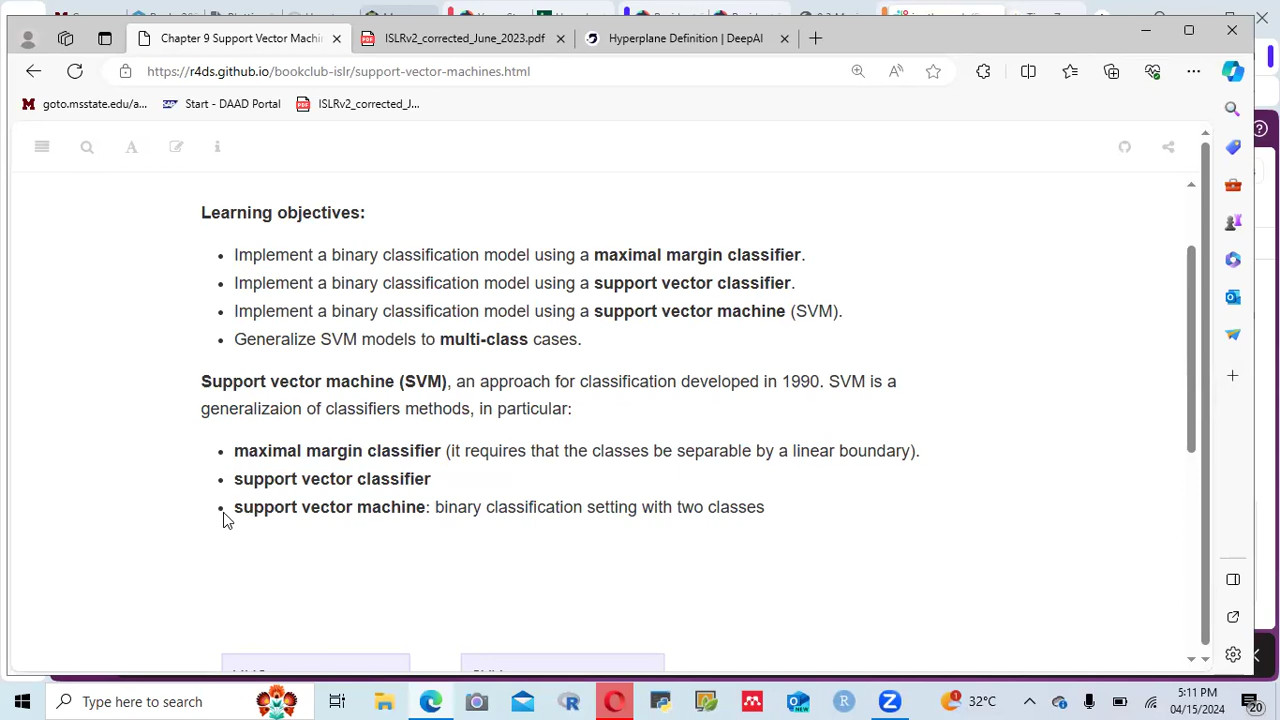 Chapter 9 Support Vector Machi
ISLRv2_corrected_June_2023.pdf
Hyperplane Definition | DeepAI
https://r4ds.github.io/bookclub-islr/support-vector-machines.html
goto.msstate.edu/a...
Start - DAAD Portal
ISLRv2_corrected_J...
Learning objectives:
• Implement a binary classification model using a maximal margin classifier.
• Implement a binary classification model using a support vector classifier.
• Implement a binary classification model using a support vector machine (SVM).
• Generalize SVM models to multi-class cases.
Support vector machine (SVM), an approach for classification developed in 1990. SVM is a
generalizaion of classifiers methods, in particular:
• maximal margin classifier (it requires that the classes be separable by a linear boundary).
• support vector classifier
• support vector machine: binary classification setting with two classes
Type here to search
32°C
5:11 PM
04/15/2024
20